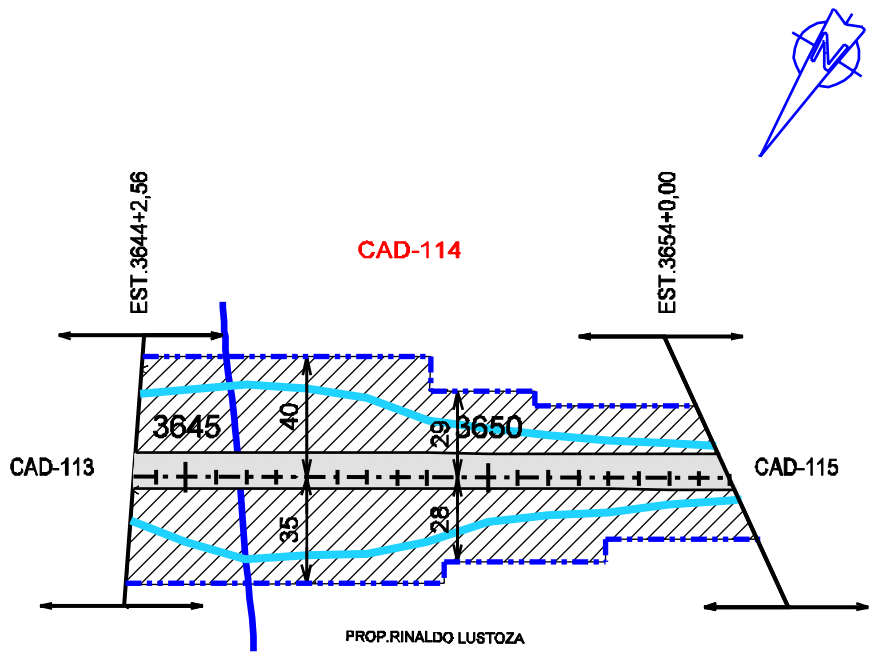 N
EST.3644+2,56
EST.3654+0,00
CAD-114
40
3645
29
3650
CAD-113
CAD-115
35
28
PROP.RINALDO LUSTOZA